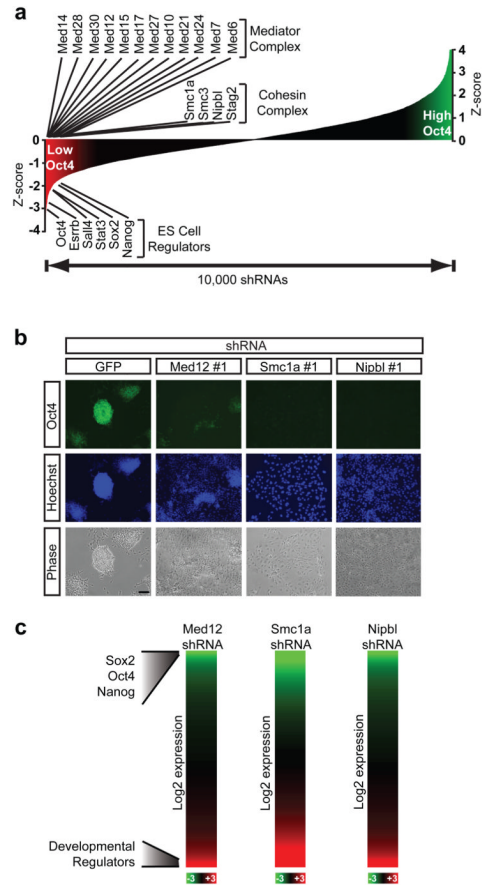 a
Med14
Med28
Med30
Med12
Med15
Med17
Med27
Med10
Med21
Med24
Med7
Med6
Mediator
Complex
Smc1a
Smc3
Nipbl
Stag2
Cohesin
Complex
4
3
2
1
0
Z-score
High
Oct4
0
-1
-2
-3
-4
Z-score
Low
Oct4
Oct4
Esrrb
Sall4
Stat3
Sox2
Nanog
ES Cell
Regulators
10,000 shRNAs
b
shRNA
GFP
Med12 #1
Smc1a #1
Nipbl #1
Oct4
Hoechst
Phase
c
Med12
shRNA
Smc1a
shRNA
Nipbl
shRNA
Sox2
Oct4
Nanog
Log2 expression
Log2 expression
Log2 expression
Developmental
Regulators
-3 +3
-3 +3
-3 +3